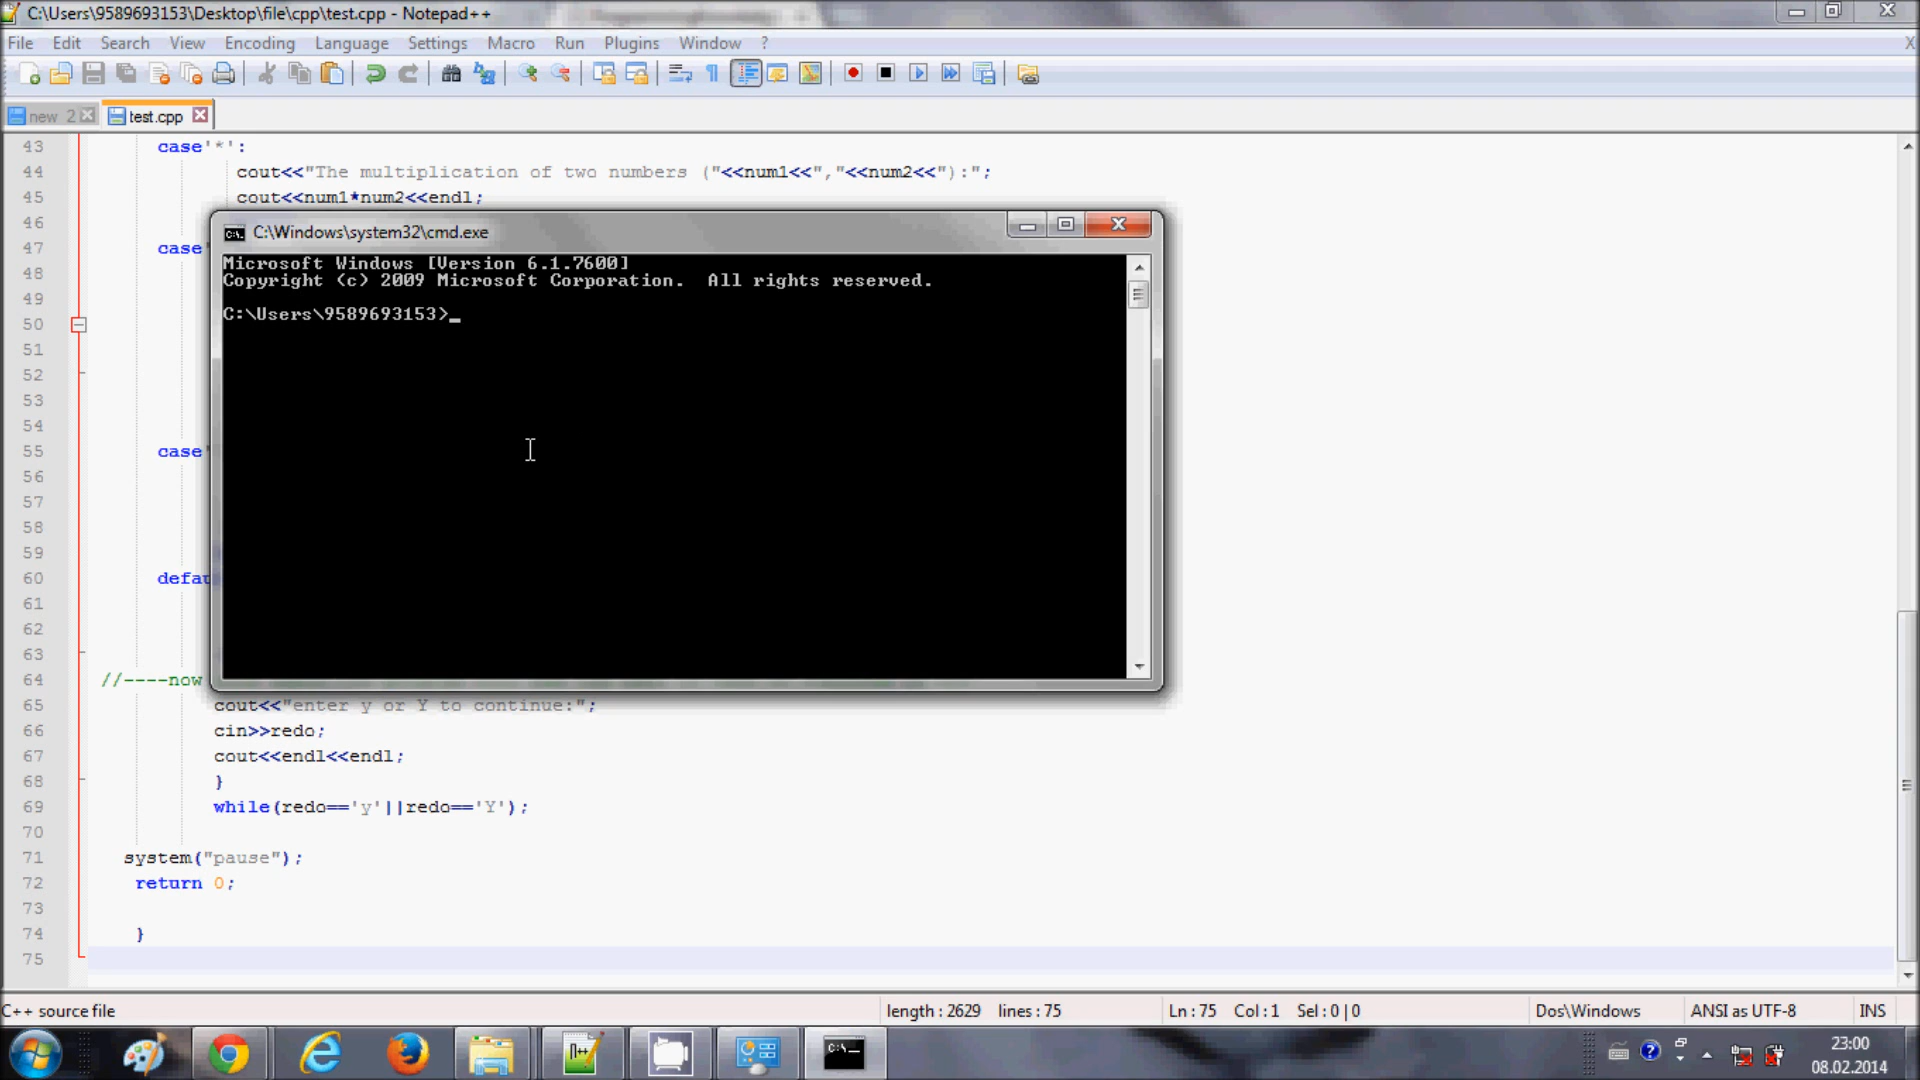 C:\Users\9589693153\Desktop\file\cpp\test.cpp - Notepad++
File Edit Search View Encoding Language Settings Macro Run Plugins Window ? X
new 2 test.cpp
43 case'*':
44 cout<<"The multiplication of two numbers ("<<num1<<","<<num2<<"):";
45 cout<<num1*num2<<endl;
46
47 case'
48
49
50
51
52
53
54
55 case'
56
57
58
59
60 defau
61
62
63
64 //----now
65 cout<<"enter y or Y to continue:";
66 cin>>redo;
67 cout<<endl<<endl;
68 }
69 while(redo=='y'||redo=='Y');
70
71 system("pause");
72 return 0;
73
74 }
75
C:\Windows\system32\cmd.exe
Microsoft Windows [Version 6.1.7600]
Copyright (c) 2009 Microsoft Corporation. All rights reserved.
C:\Users\9589693153>_
C++ source file length : 2629 lines : 75 Ln : 75 Col : 1 Sel : 0 | 0 Dos\Windows ANSI as UTF-8 INS
23:00
08.02.2014